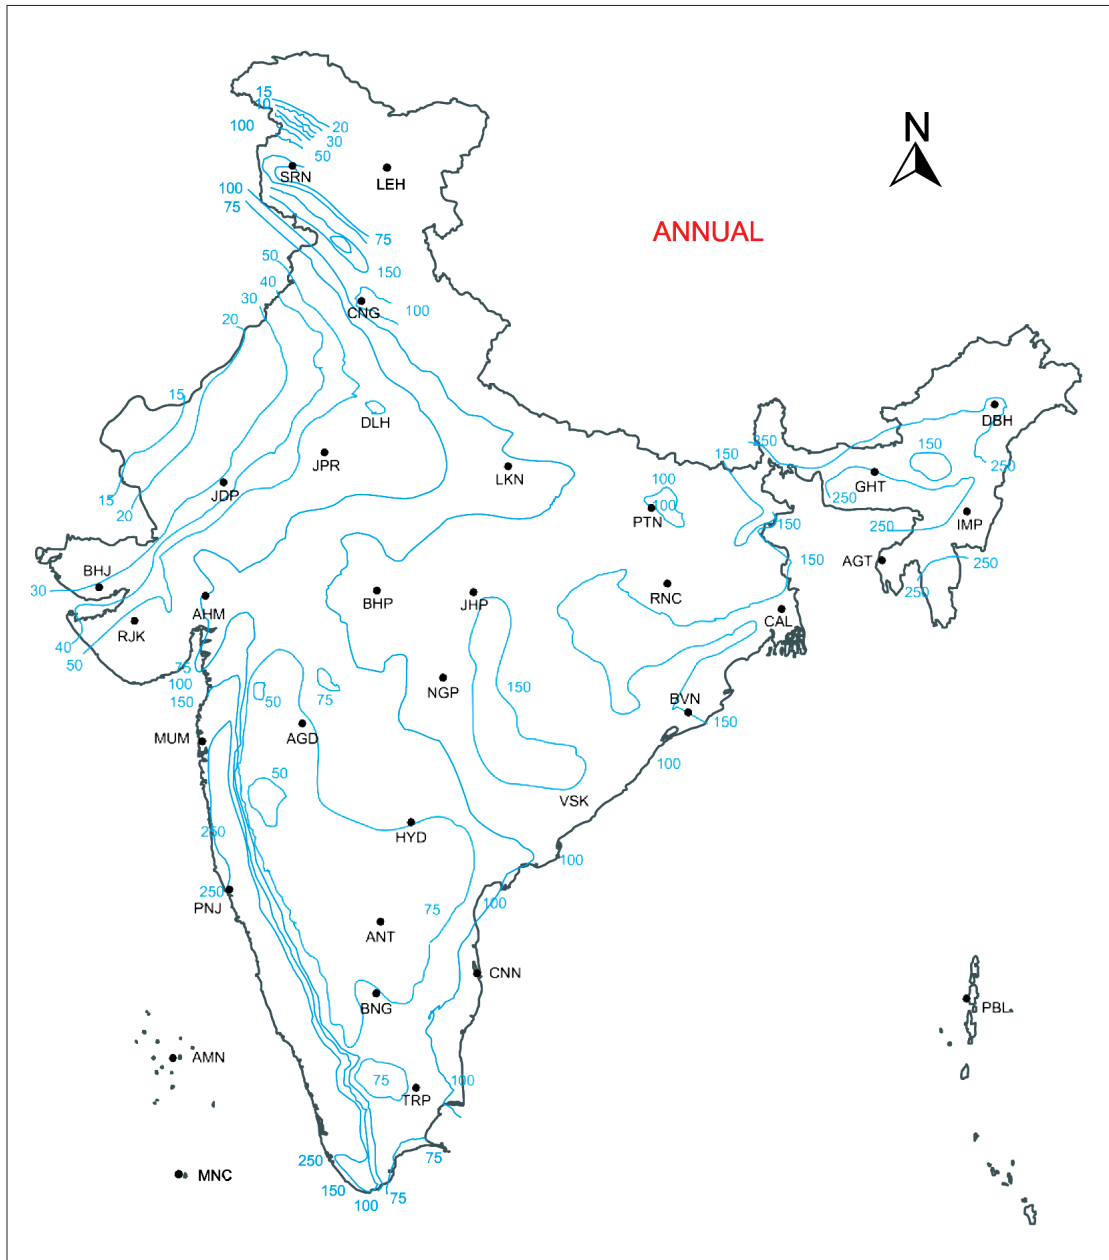 15
10
N
100
20
30
50
SRN
LEH
100
75
ANNUAL
75
50
150
40
30
CNG
100
20
15
DLH
DBH
150
250
150
JPR
LKN
250
100
GHT
15
JDP
250
100
20
PTN
150
250
IMP
150
AGT
250
BHJ
30
BHP
JHP
RNC
250
AHM
CAL
RJK
40
50
75
100
150
50
75
NGP
150
BVN
150
MUM
AGD
100
50
VSK
250
HYD
100
250
PNJ
75
100
ANT
CNN
BNG
PBL
AMN
75
100
TRP
75
250
MNC
150
100
75